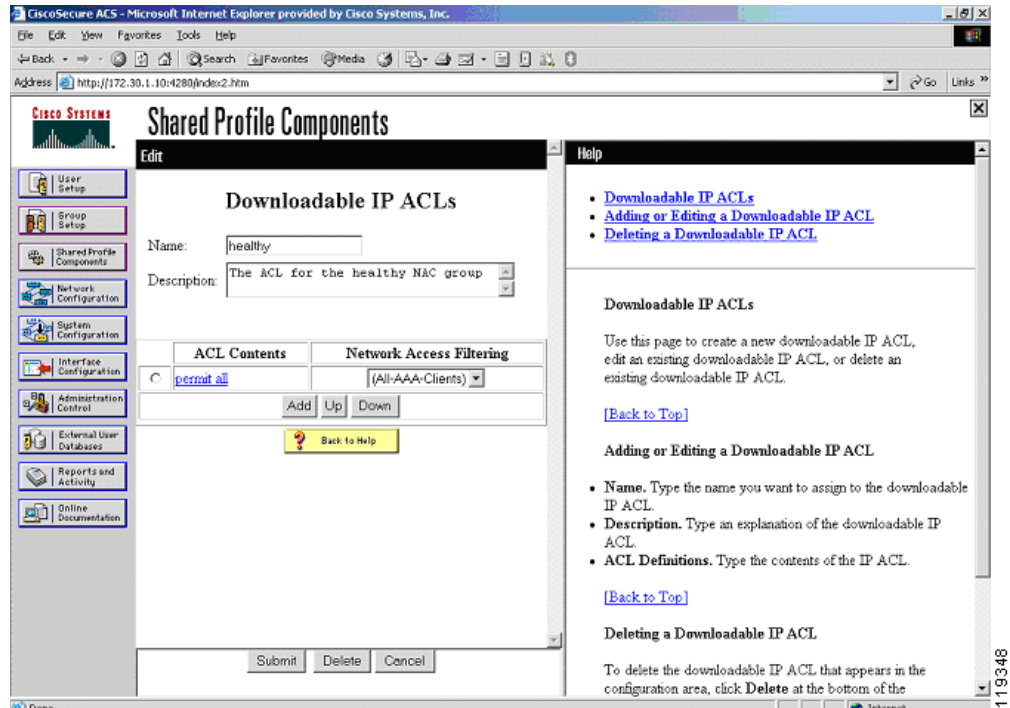 CiscoSecure ACS - Microsoft Internet Explorer provided by Cisco Systems, Inc.
File Edit View Favorites Tools Help
Back Search Favorites Media
Address http://172.30.1.10:4280/index2.htm Go Links »
CISCO SYSTEMS
Shared Profile Components
User
Setup
Group
Setup
Shared Profile
Components
Network
Configuration
System
Configuration
Interface
Configuration
Administration
Control
External User
Databases
Reports and
Activity
Online
Documentation
Edit
Downloadable IP ACLs
Name: healthy
Description: The ACL for the healthy NAC group
ACL Contents Network Access Filtering
permit all (All-AAA-Clients)
Add Up Down
? Back to Help
Submit Delete Cancel
Help
• Downloadable IP ACLs
• Adding or Editing a Downloadable IP ACL
• Deleting a Downloadable IP ACL
Downloadable IP ACLs
Use this page to create a new downloadable IP ACL,
edit an existing downloadable IP ACL, or delete an
existing downloadable IP ACL.
[Back to Top]
Adding or Editing a Downloadable IP ACL
• Name. Type the name you want to assign to the downloadable
IP ACL.
• Description. Type an explanation of the downloadable IP
ACL.
• ACL Definitions. Type the contents of the IP ACL.
[Back to Top]
Deleting a Downloadable IP ACL
To delete the downloadable IP ACL that appears in the
configuration area, click Delete at the bottom of the
119348